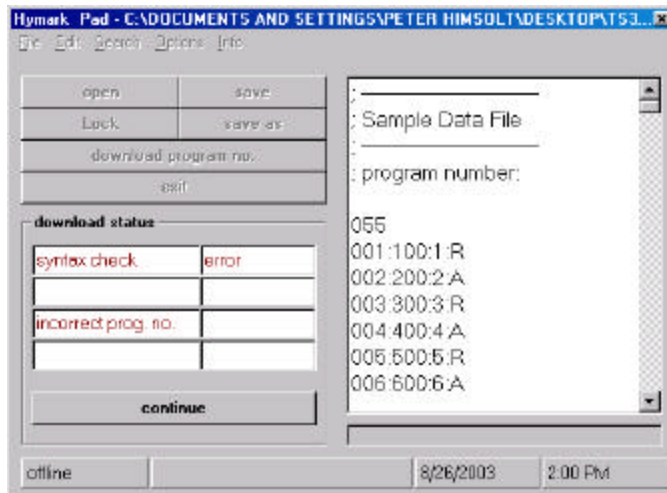 Hymark Pad - C:\DOCUMENTS AND SETTINGS\PETER HIMSOLT\DESKTOP\TS3...
File Edit Search Options Info
open save
Lock save as
download program no.
exit
download status
syntax check error
incorrect prog. no.
continue
; Sample Data File
; program number:
055
001:100:1:R
002:200:2:A
003:300:3:R
004:400:4:A
005:500:5:R
006:600:6:A
offline 8/26/2003 2:00 PM